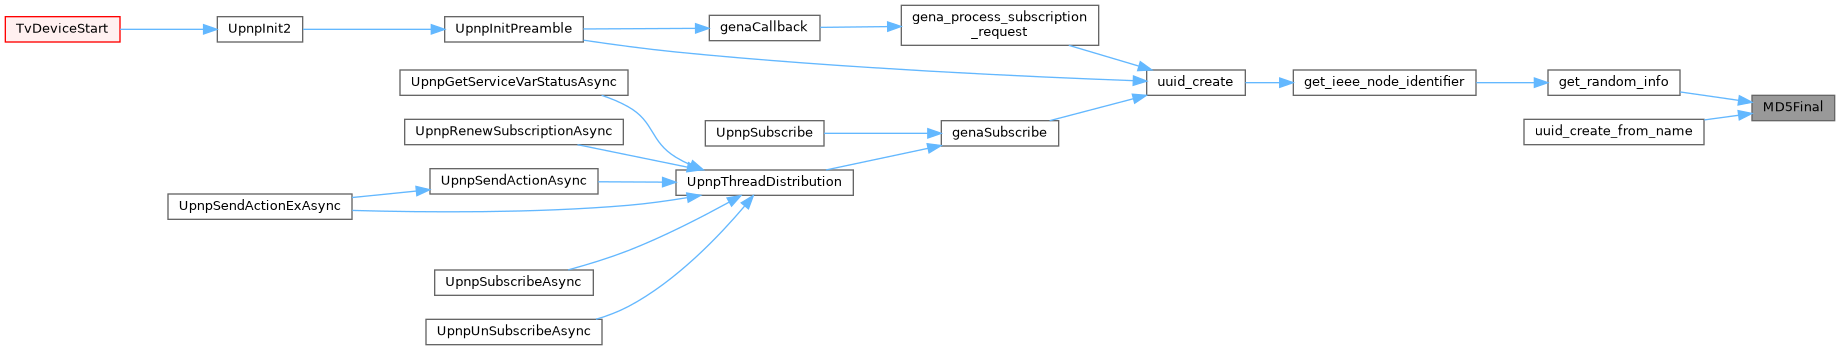 TvDeviceStart
UpnpInit2
UpnpInitPreamble
genaCallback
gena_process_subscription
_request
UpnpGetServiceVarStatusAsync
uuid_create
get_ieee_node_identifier
get_random_info
MD5Final
UpnpRenewSubscriptionAsync
UpnpSubscribe
genaSubscribe
uuid_create_from_name
UpnpSendActionAsync
UpnpThreadDistribution
UpnpSendActionExAsync
UpnpSubscribeAsync
UpnpUnSubscribeAsync